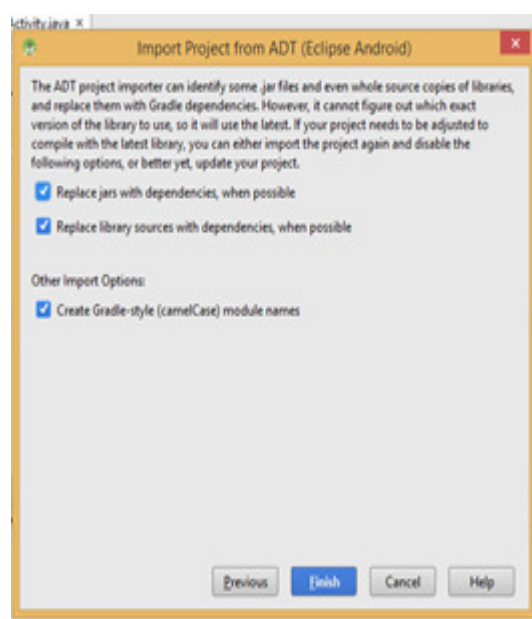 ctivity.java ×
Import Project from ADT (Eclipse Android)
The ADT project importer can identify some .jar files and even whole source copies of libraries,
and replace them with Gradle dependencies. However, it cannot figure out which exact
version of the library to use, so it will use the latest. If your project needs to be adjusted to
compile with the latest library, you can either import the project again and disable the
following options, or better yet, update your project.
Replace jars with dependencies, when possible
Replace library sources with dependencies, when possible
Other Import Options:
Create Gradle-style (camelCase) module names
Previous Finish Cancel Help